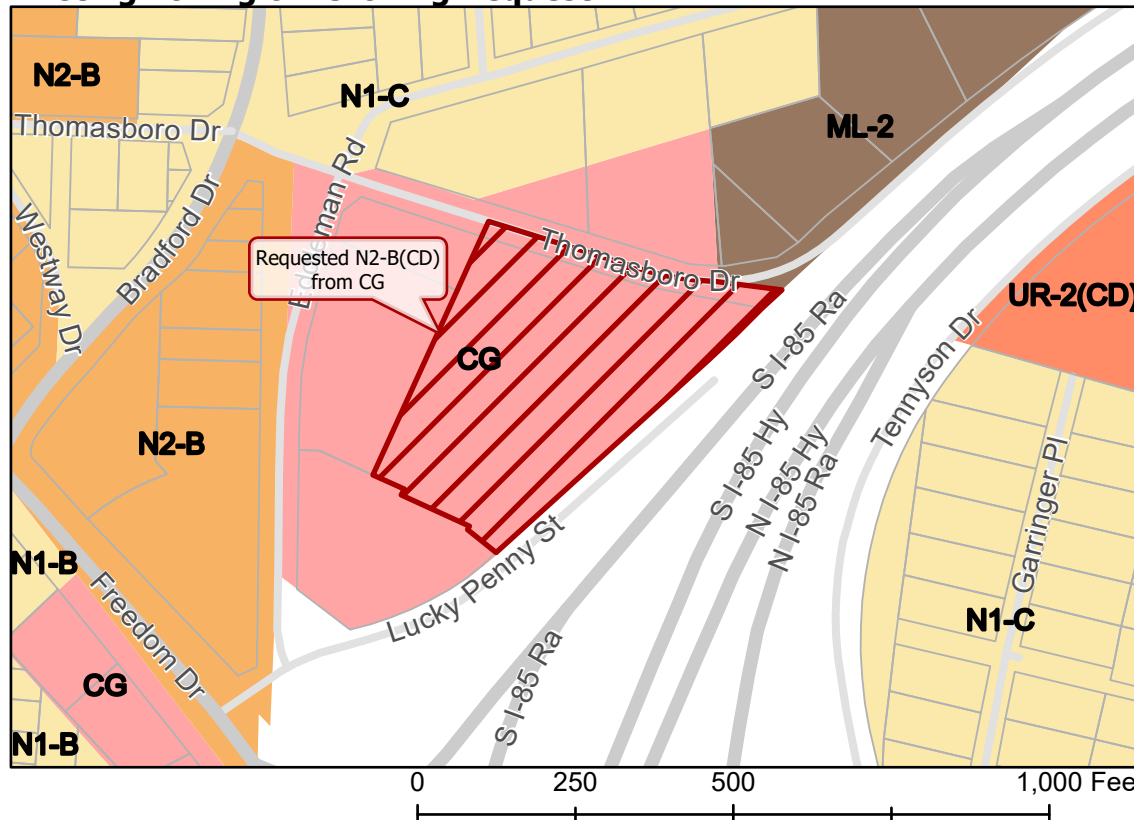 N2-B
N1-C
Thomasboro Dr
ML-2
Bradford Dr
Westway Dr
Requested N2-B(CD)
from CG
Thomasboro Dr
UR-2(CD)
S I-85 Ra
CG
Tennyson Dr
N2-B
S I-85 Hy
N I-85 Hy
N I-85 Ra
Garringer Pl
N1-B
Freedom Dr
Lucky Penny St
N1-C
S I-85 Ra
CG
N1-B
0 250 500 1,000 Fee